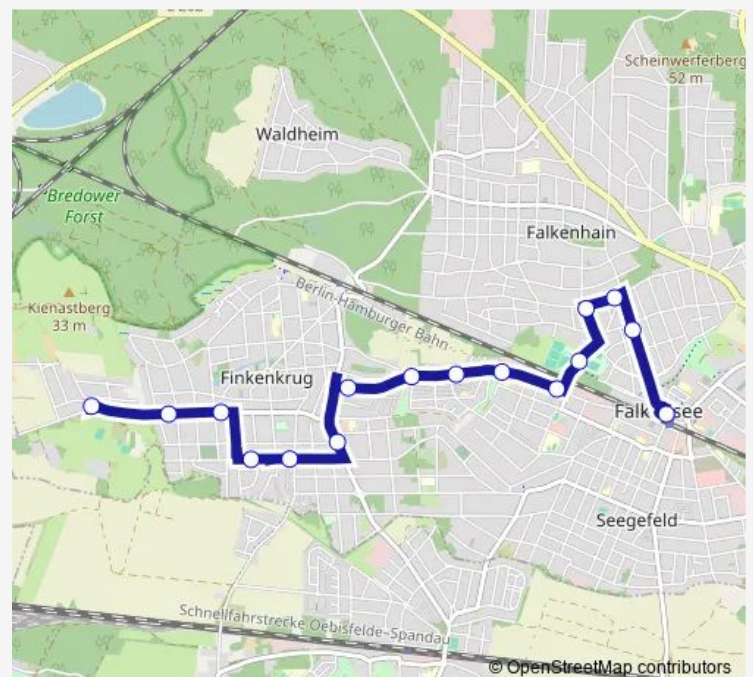 Scheinwerferberg
52 m
Waldheim
Bredower
Forst
Falkenhain
Kienastberg
33 m
Berlin-Hamburger Bahn
Finkenkrug
Seegefeld
Schnellfahrstrecke Oebisfelde-Spandau
© OpenStreetMap contributors